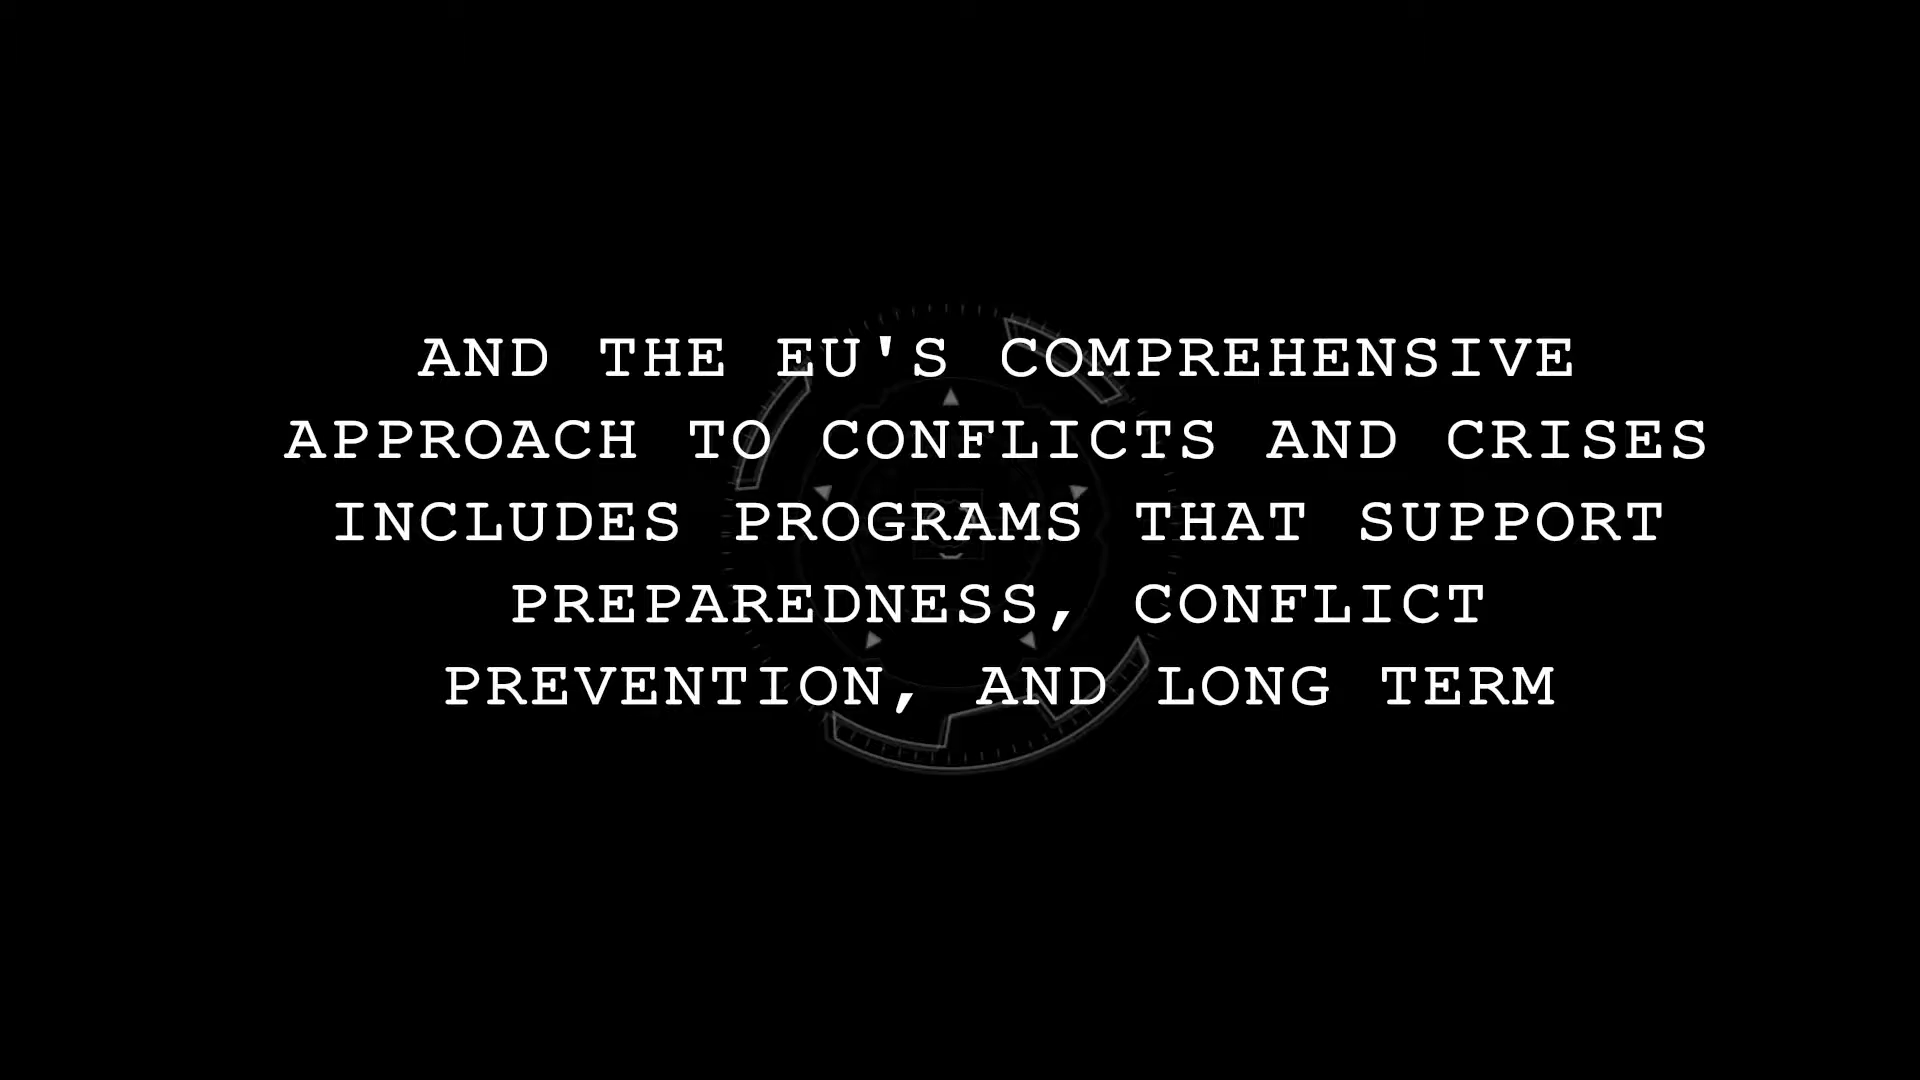 AND THE EU'S COMPREHENSIVE
APPROACH TO CONFLICTS AND CRISES
INCLUDES PROGRAMS THAT SUPPORT
PREPAREDNESS, CONFLICT
PREVENTION, AND LONG TERM